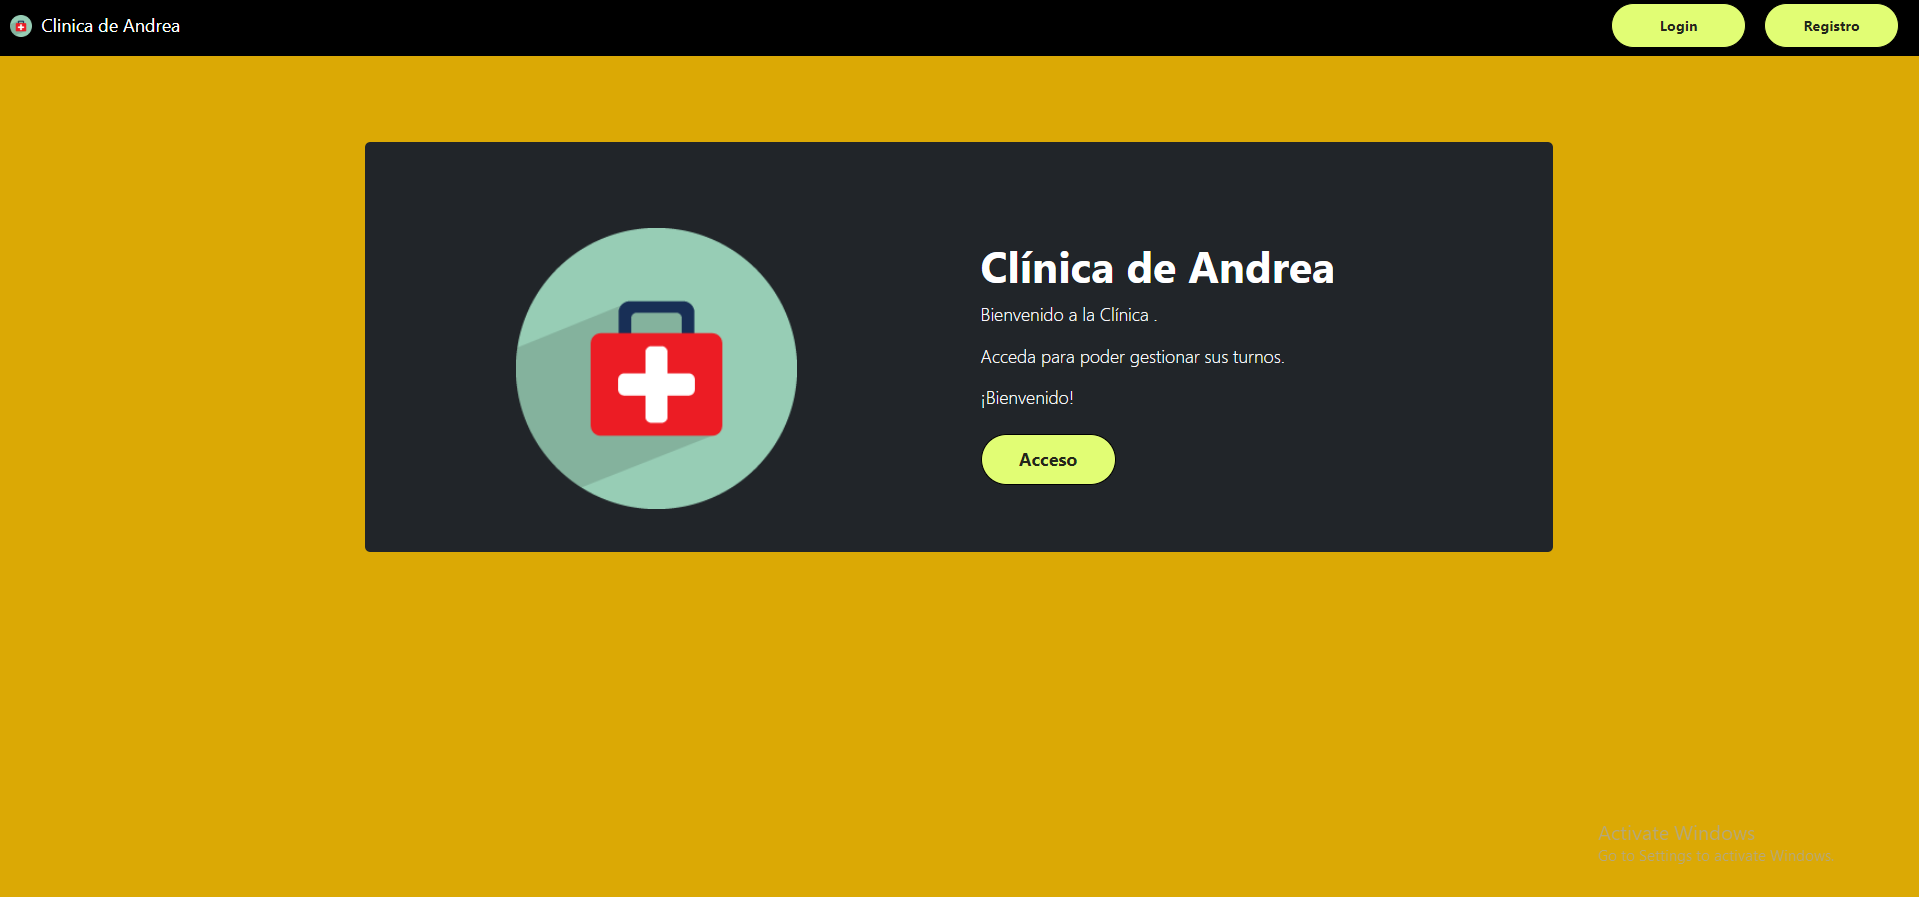 Clinica de Andrea
Login
Registro
Clínica de Andrea
Bienvenido a la Clínica .
Acceda para poder gestionar sus turnos.
¡Bienvenido!
Acceso
Activate Windows
Go to Settings to activate Windows.